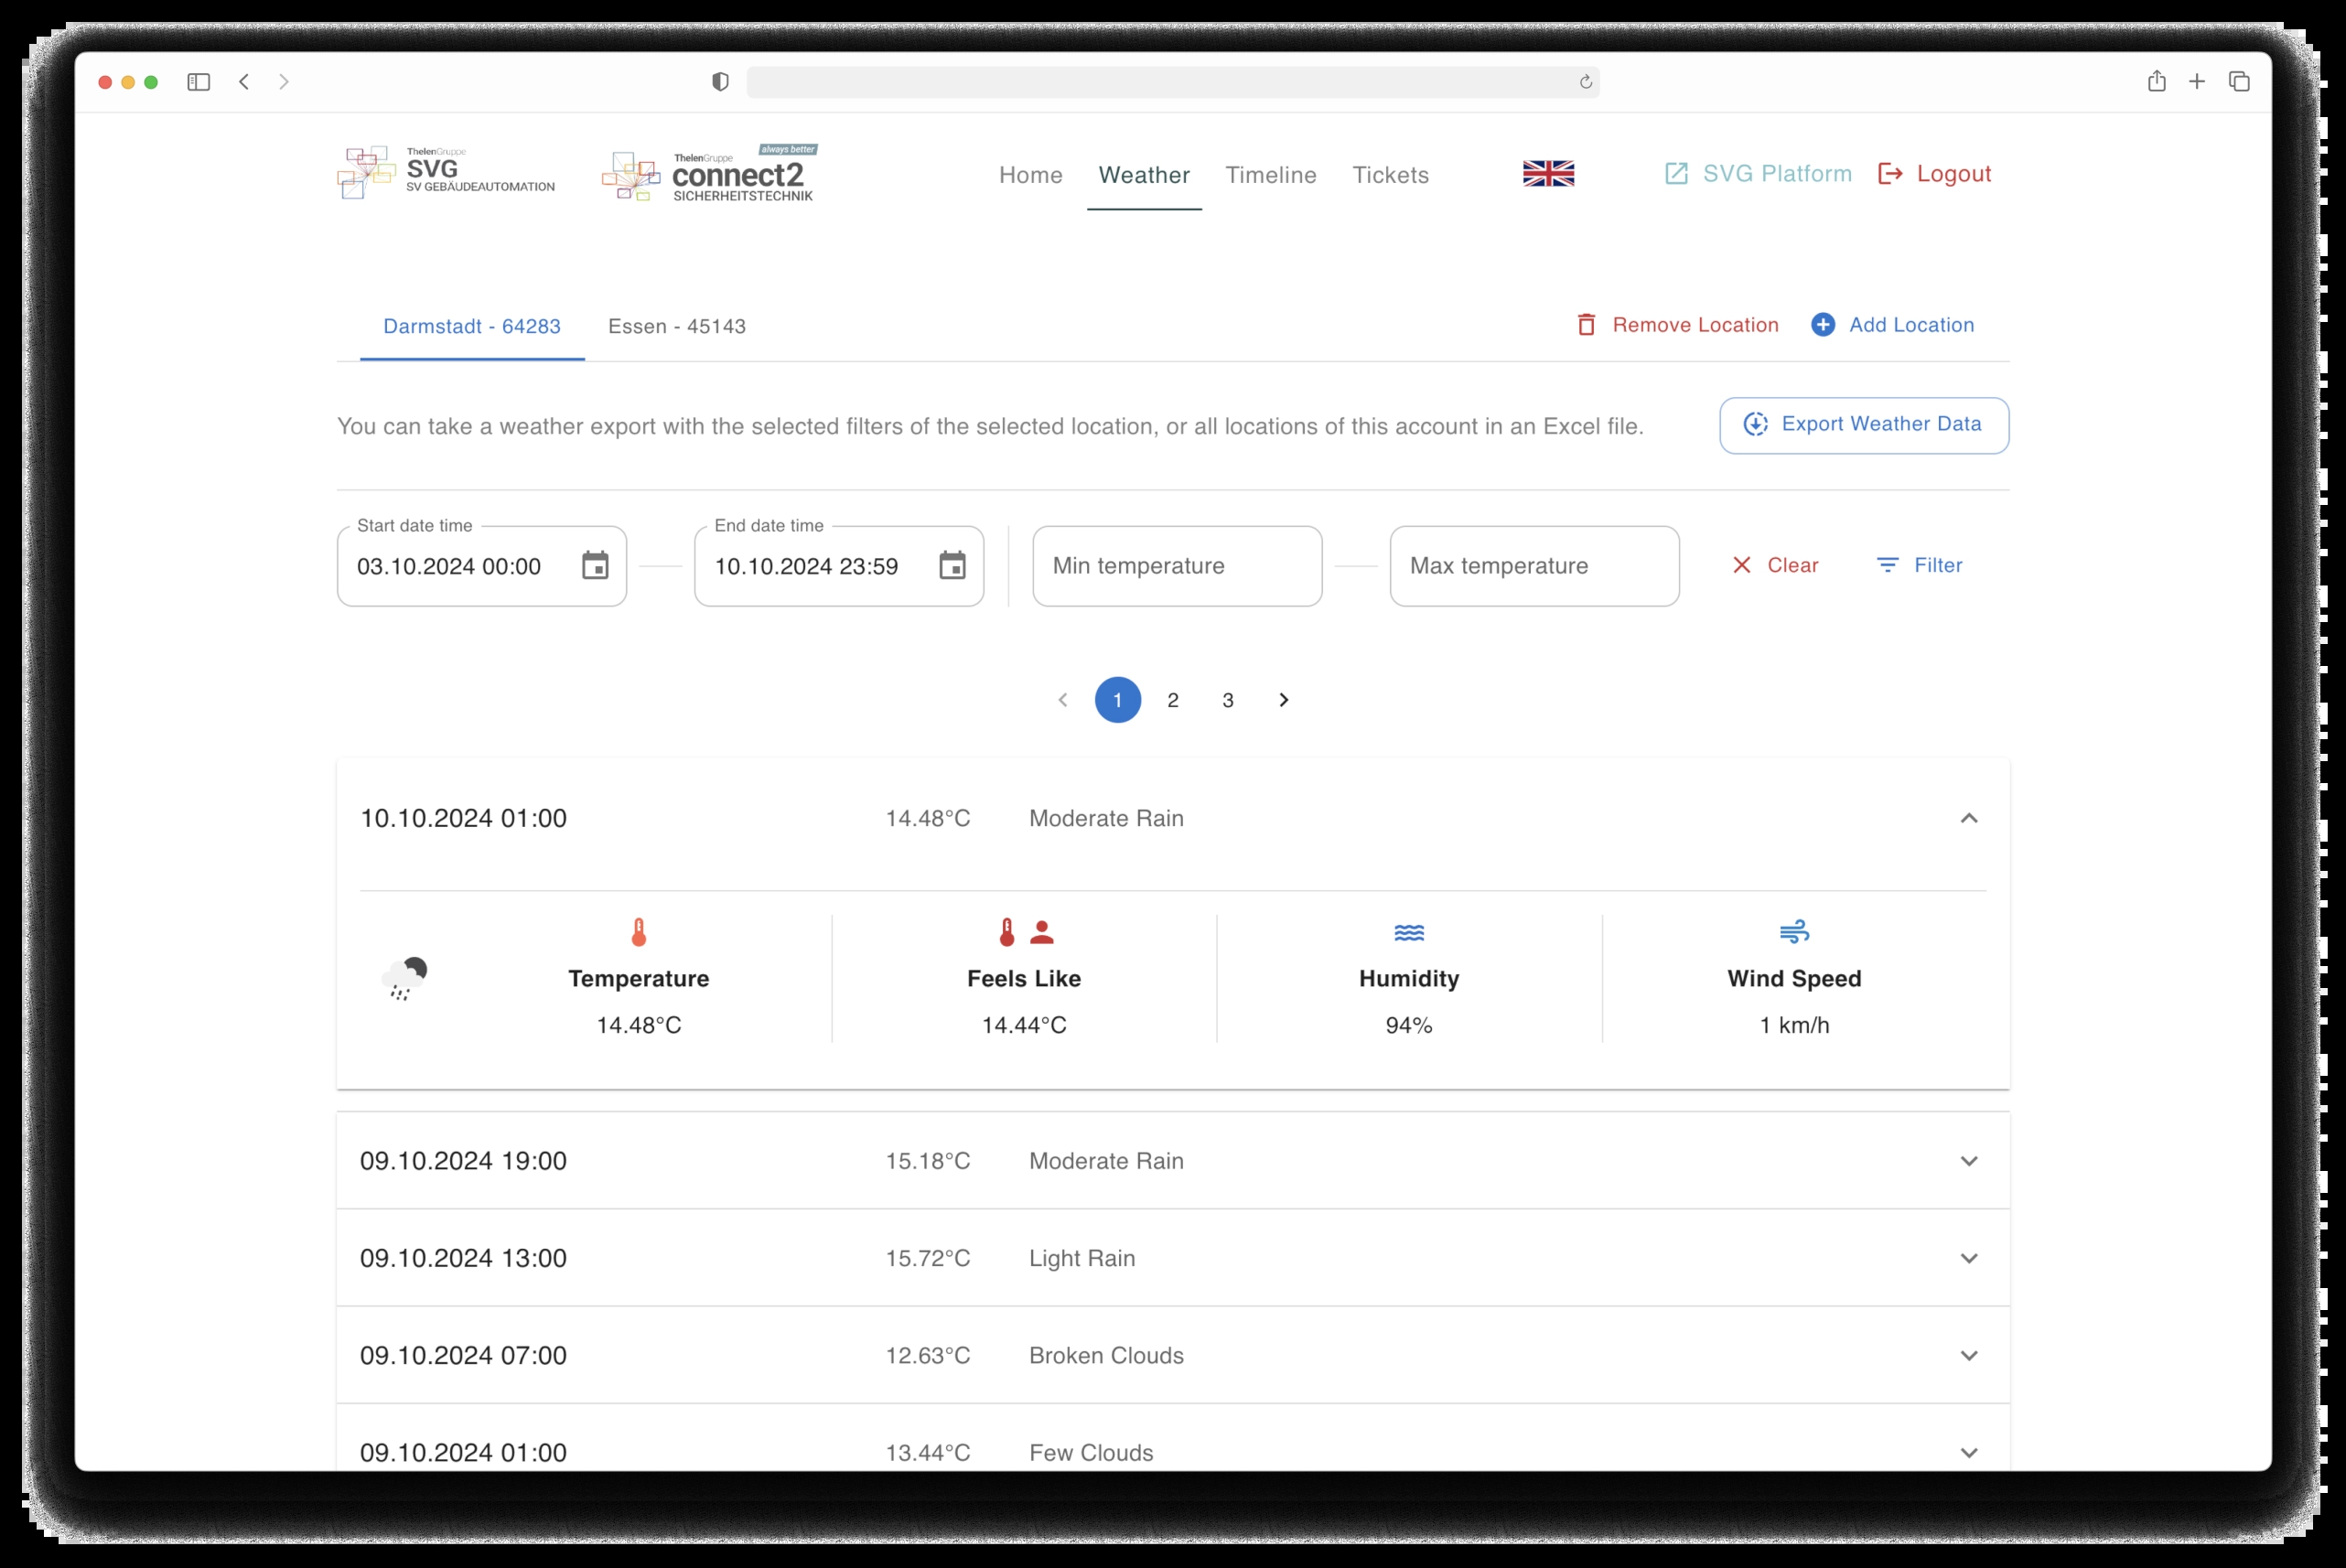 ThelenGruppe
SVG
SV GEBÄUDEAUTOMATION
always better
ThelenGruppe
connect2
SICHERHEITSTECHNIK
Home Weather Timeline Tickets
SVG Platform Logout
Darmstadt - 64283 Essen - 45143 Remove Location Add Location
You can take a weather export with the selected filters of the selected location, or all locations of this account in an Excel file. Export Weather Data
Start date time End date time
03.10.2024 00:00 10.10.2024 23:59 Min temperature Max temperature Clear Filter
1 2 3
10.10.2024 01:00 14.48°C Moderate Rain
Temperature Feels Like Humidity Wind Speed
14.48°C 14.44°C 94% 1 km/h
09.10.2024 19:00 15.18°C Moderate Rain
09.10.2024 13:00 15.72°C Light Rain
09.10.2024 07:00 12.63°C Broken Clouds
09.10.2024 01:00 13.44°C Few Clouds